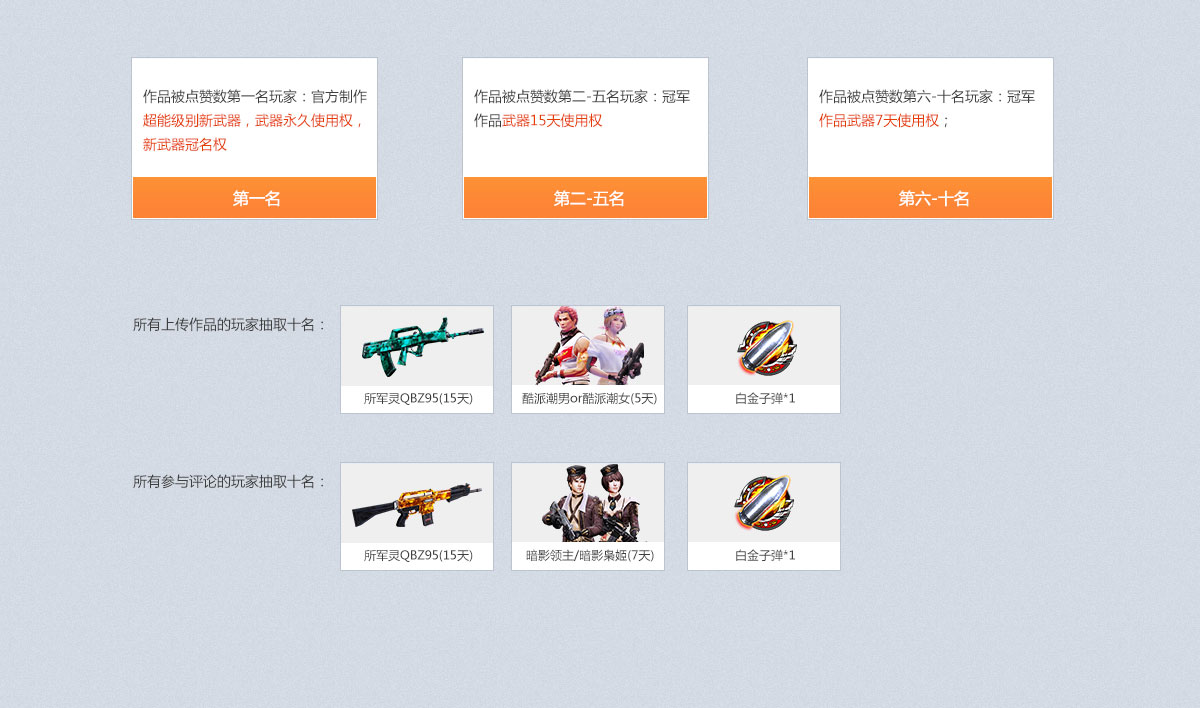 作品被点赞数第一名玩家：官方制作
超能级别新武器，武器永久使用权，
新武器冠名权
第一名
作品被点赞数第二-五名玩家：冠军
作品武器15天使用权
第二-五名
作品被点赞数第六-十名玩家：冠军
作品武器7天使用权；
第六-十名
所有上传作品的玩家抽取十名：
所军灵QBZ95(15天)
酷派潮男or酷派潮女(5天)
白金子弹*1
所有参与评论的玩家抽取十名：
所军灵QBZ95(15天)
暗影领主/暗影枭姬(7天)
白金子弹*1